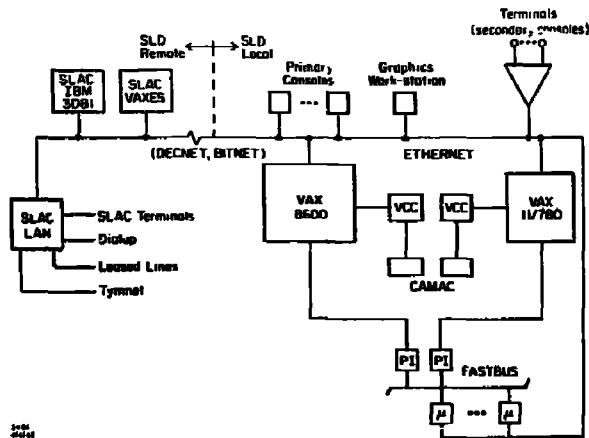 SLD
Remote
SLD
Local
Terminals
(secondary consoles)
SLAC
IBM
3081
SLAC
VAXES
Primary
Consoles
Graphics
Work-station
(DECNET, BITNET)
ETHERNET
SLAC
LAN
SLAC Terminals
Dialup
Leased Lines
Tymnet
VAX
8600
VCC
VCC
VAX
11/780
CAMAC
PI
PI
FASTBUS
μ
μ